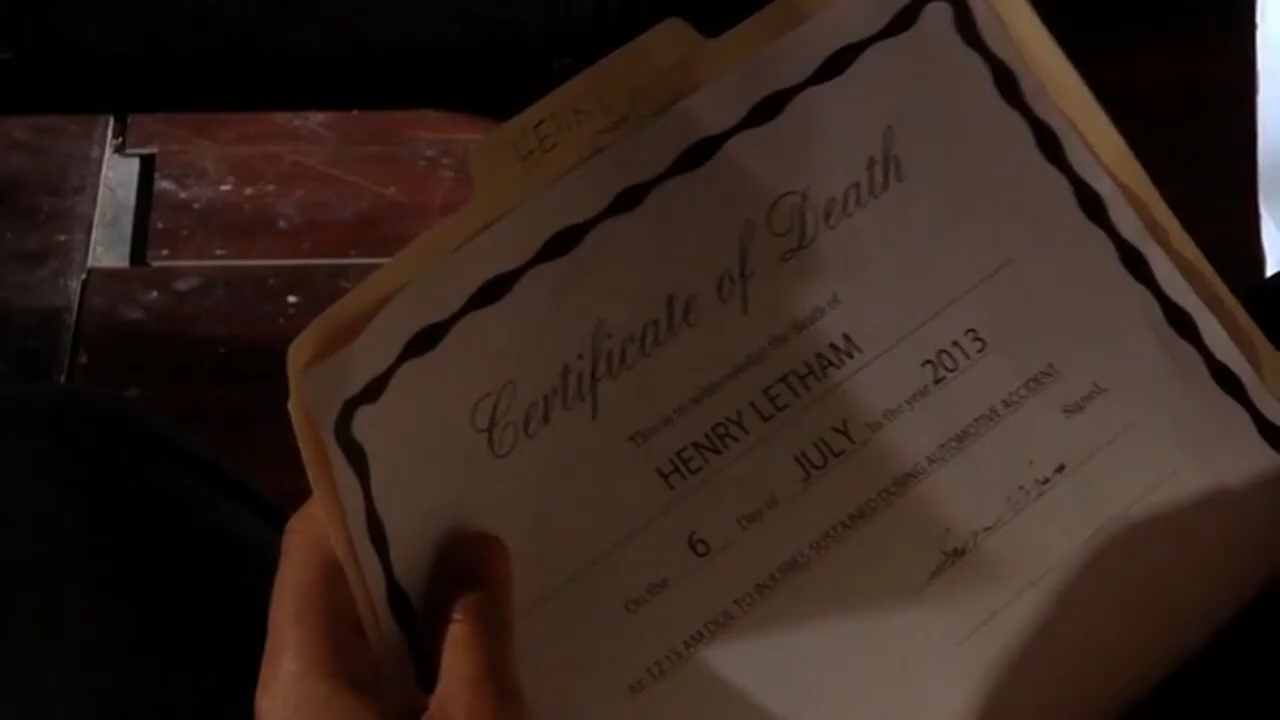 HENRY
Certificate of Death
This is to acknowledge the death of
HENRY LETHAM
On the 6 Day of JULY In the year 2013
At 12:15 AM DUE TO INJURIES SUSTAINED DURING AUTOMOTIVE ACCIDENT
Signed,